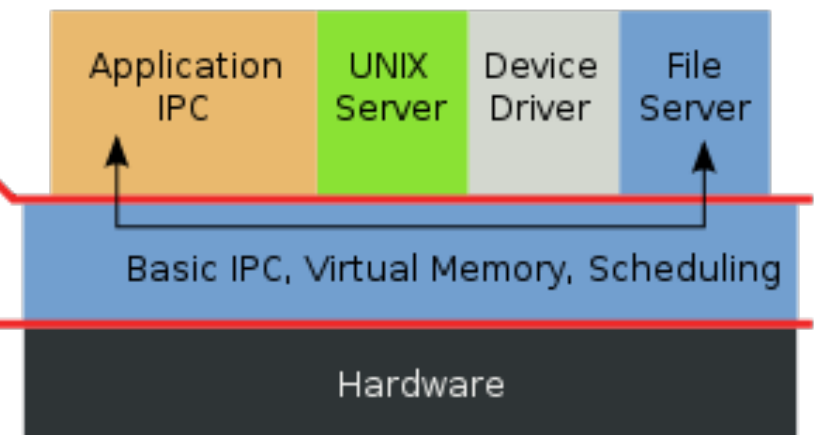 Application
IPC
UNIX
Server
Device
Driver
File
Server
Basic IPC, Virtual Memory, Scheduling
Hardware